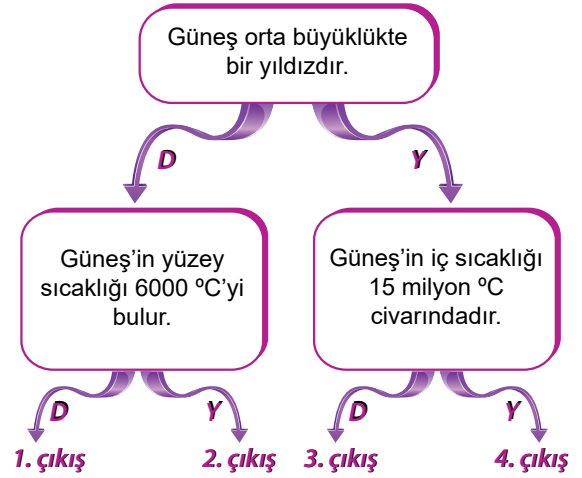 Güneş orta büyüklükte
bir yıldızdır.
D
Y
Güneş’in yüzey
sıcaklığı 6000 ºC’yi
bulur.
Güneş’in iç sıcaklığı
15 milyon ºC
civarındadır.
D
Y
D
Y
1. çıkış
2. çıkış
3. çıkış
4. çıkış